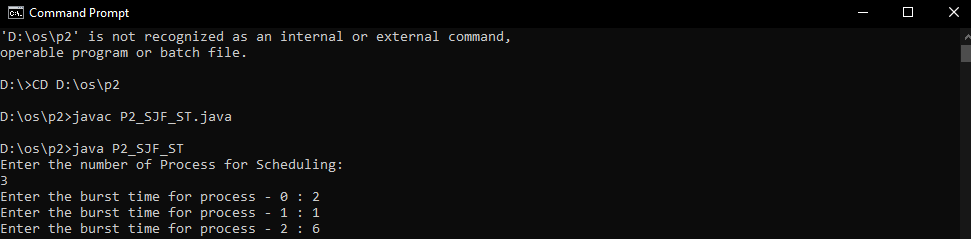 Command Prompt
'D:\os\p2' is not recognized as an internal or external command,
operable program or batch file.
D:\>CD D:\os\p2
D:\os\p2>javac P2_SJF_ST.java
D:\os\p2>java P2_SJF_ST
Enter the number of Process for Scheduling:
3
Enter the burst time for process - 0 : 2
Enter the burst time for process - 1 : 1
Enter the burst time for process - 2 : 6